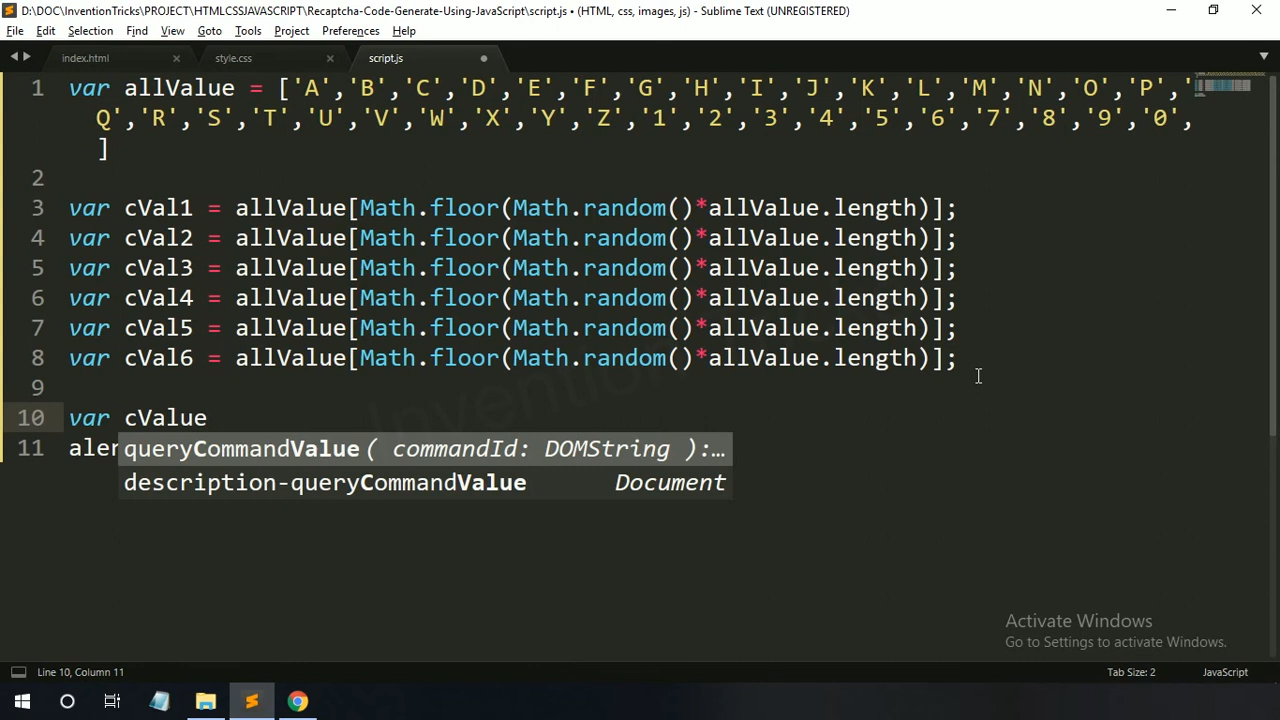 D:\DOC\InventionTricks\PROJECT\HTMLCSSJAVASCRIPT\Recaptcha-Code-Generate-Using-JavaScript\script.js • (HTML, css, images, js) - Sublime Text (UNREGISTERED)
File Edit Selection Find View Goto Tools Project Preferences Help
index.html style.css script.js
1 var allValue = ['A','B','C','D','E','F','G','H','I','J','K','L','M','N','O','P','
Q','R','S','T','U','V','W','X','Y','Z','1','2','3','4','5','6','7','8','9','0',
]
2
3 var cVal1 = allValue[Math.floor(Math.random()*allValue.length)];
4 var cVal2 = allValue[Math.floor(Math.random()*allValue.length)];
5 var cVal3 = allValue[Math.floor(Math.random()*allValue.length)];
6 var cVal4 = allValue[Math.floor(Math.random()*allValue.length)];
7 var cVal5 = allValue[Math.floor(Math.random()*allValue.length)];
8 var cVal6 = allValue[Math.floor(Math.random()*allValue.length)];
9
10 var cValue
11 aler
queryCommandValue( commandId: DOMString ):…
description-queryCommandValue Document
Activate Windows
Go to Settings to activate Windows.
Line 10, Column 11 Tab Size: 2 JavaScript